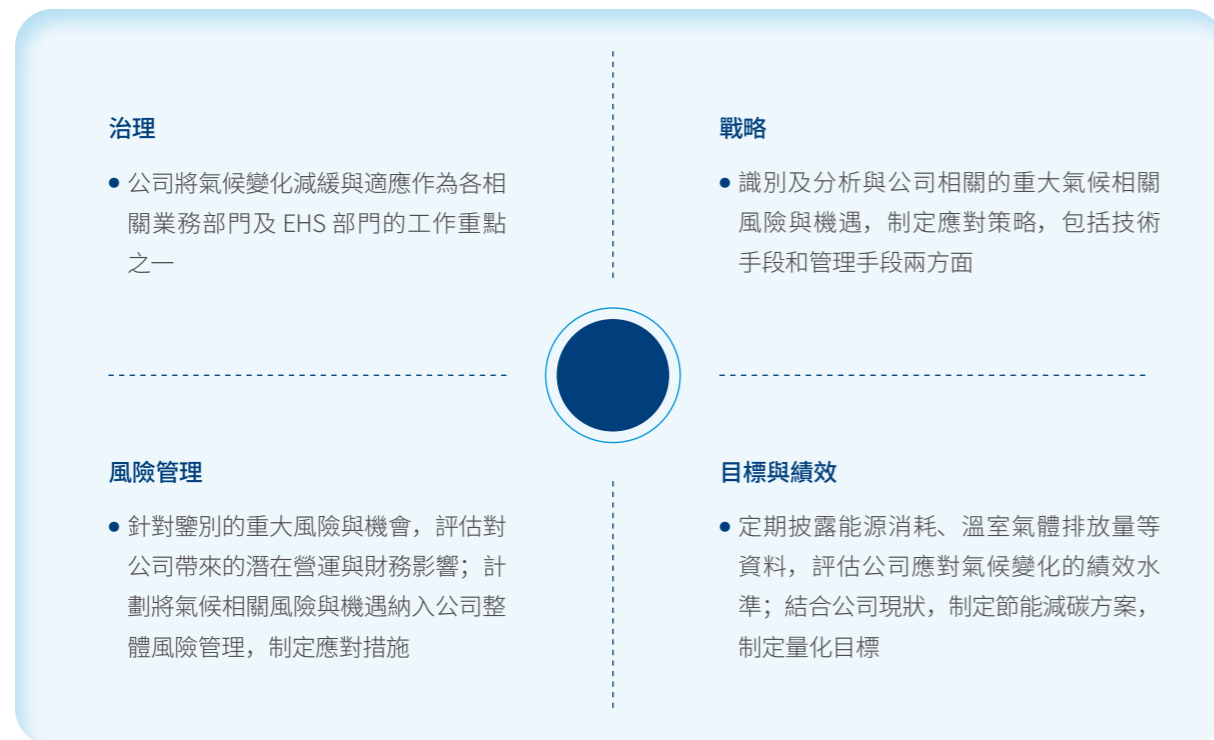 治理
• 公司將氣候變化減緩與適應作為各相
關業務部門及 EHS 部門的工作重點
之一
戰略
• 識別及分析與公司相關的重大氣候相關
風險與機遇，制定應對策略，包括技術
手段和管理手段兩方面
風險管理
• 針對鑒別的重大風險與機會，評估對
公司帶來的潛在營運與財務影響；計
劃將氣候相關風險與機遇納入公司整
體風險管理，制定應對措施
目標與績效
• 定期披露能源消耗、溫室氣體排放量等
資料，評估公司應對氣候變化的績效水
準；結合公司現狀，制定節能減碳方案，
制定量化目標